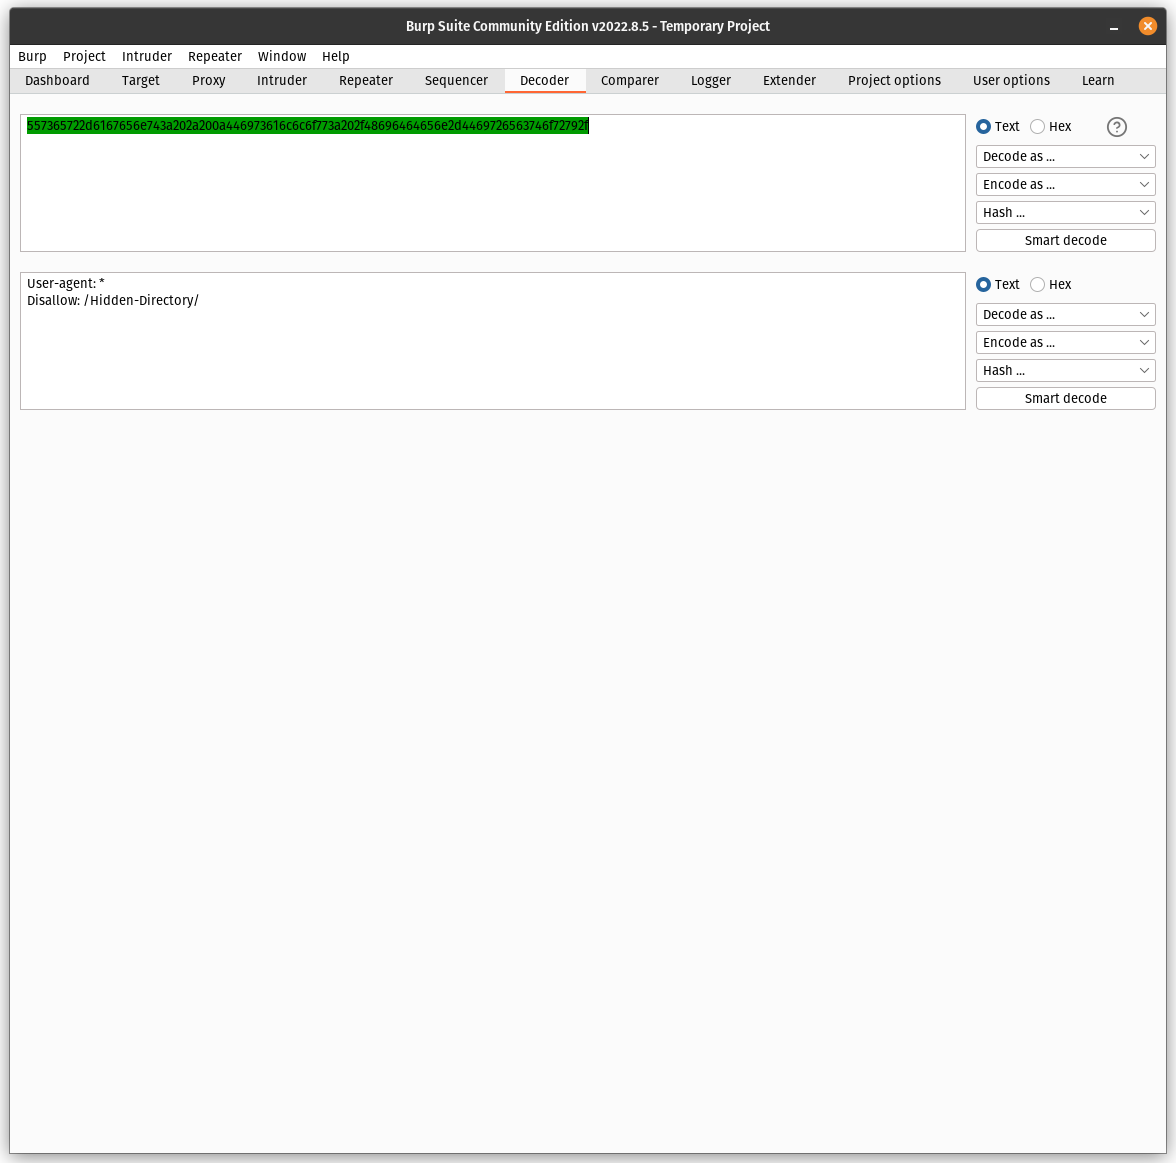 Burp Suite Community Edition v2022.8.5 - Temporary Project
Burp Project Intruder Repeater Window Help
Dashboard Target Proxy Intruder Repeater Sequencer Decoder Comparer Logger Extender Project options User options Learn
557365722d6167656e743a202a200a446973616c6c6f773a202f48696464656e2d4469726563746f72792f
Text Hex ?
Decode as ...
Encode as ...
Hash ...
Smart decode
User-agent: *
Disallow: /Hidden-Directory/
Text Hex
Decode as ...
Encode as ...
Hash ...
Smart decode